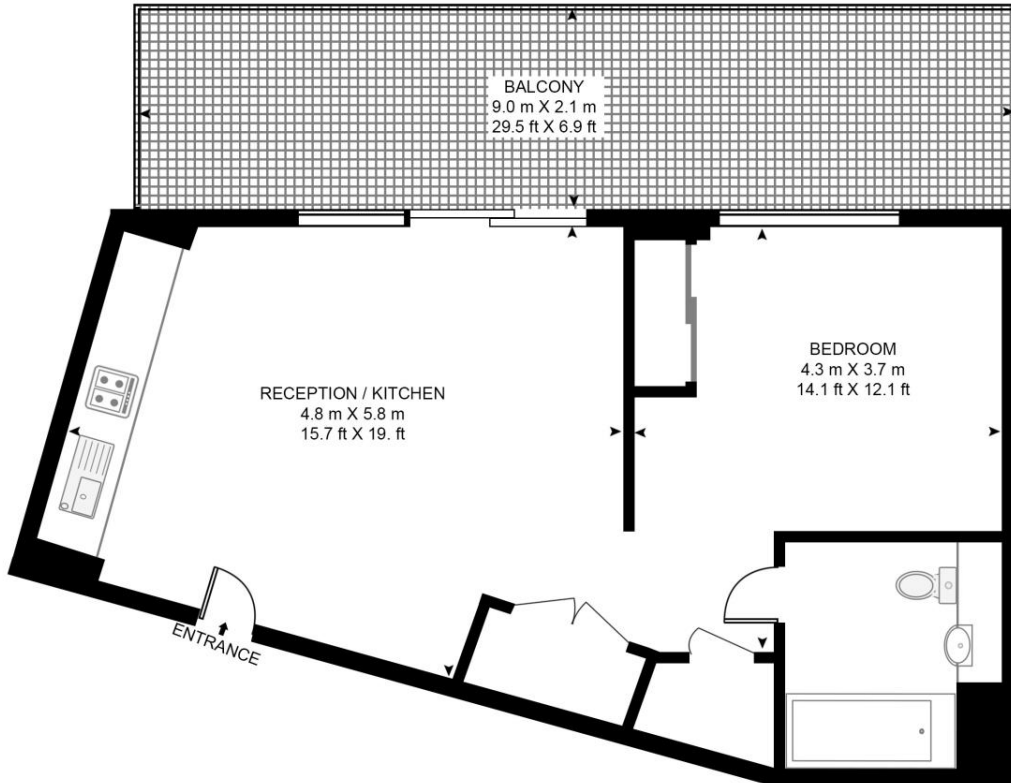 BALCONY
9.0 m X 2.1 m
29.5 ft X 6.9 ft
RECEPTION / KITCHEN
4.8 m X 5.8 m
15.7 ft X 19. ft
BEDROOM
4.3 m X 3.7 m
14.1 ft X 12.1 ft
ENTRANCE